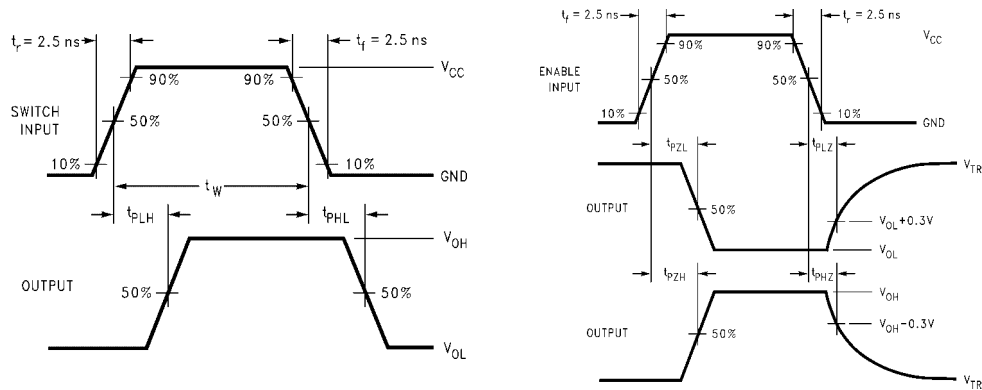 t_r = 2.5 ns
t_f = 2.5 ns
V_CC
90%
90%
SWITCH
INPUT
50%
50%
10%
10%
GND
t_W
t_PLH
t_PHL
V_OH
OUTPUT
50%
50%
V_OL
t_f = 2.5 ns
t_r = 2.5 ns
V_CC
90%
90%
ENABLE
INPUT
50%
50%
10%
10%
GND
t_PZL
t_PLZ
V_TR
OUTPUT
50%
V_OL+0.3V
V_OL
t_PZH
t_PHZ
V_OH
V_OH−0.3V
OUTPUT
50%
V_TR